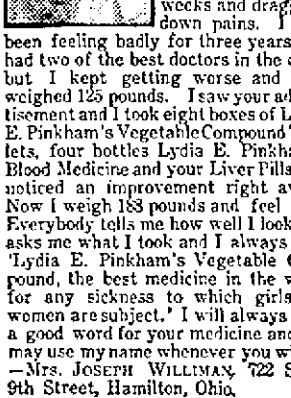 weeks and drag
down pains. I
been feeling badly for three years
had two of the best doctors in the
but I kept getting worse and
weighed 125 pounds. I saw your ad
tisement and I took eight boxes of L
E. Pinkham's Vegetable Compound
lets, four bottles Lydia E. Pinkha
Blood Medicine and your Liver Pills
noticed an improvement right a
Now I weigh 188 pounds and feel
Everybody tells me how well I look
asks me what I took and I always
'Lydia E. Pinkham's Vegetable C
pound, the best medicine in the w
for any sickness to which girls
women are subject.' I will always
a good word for your medicine and
may use my name whenever you wi
—Mrs. JOSEPH WILLIMAN, 722 S
9th Street, Hamilton, Ohio.